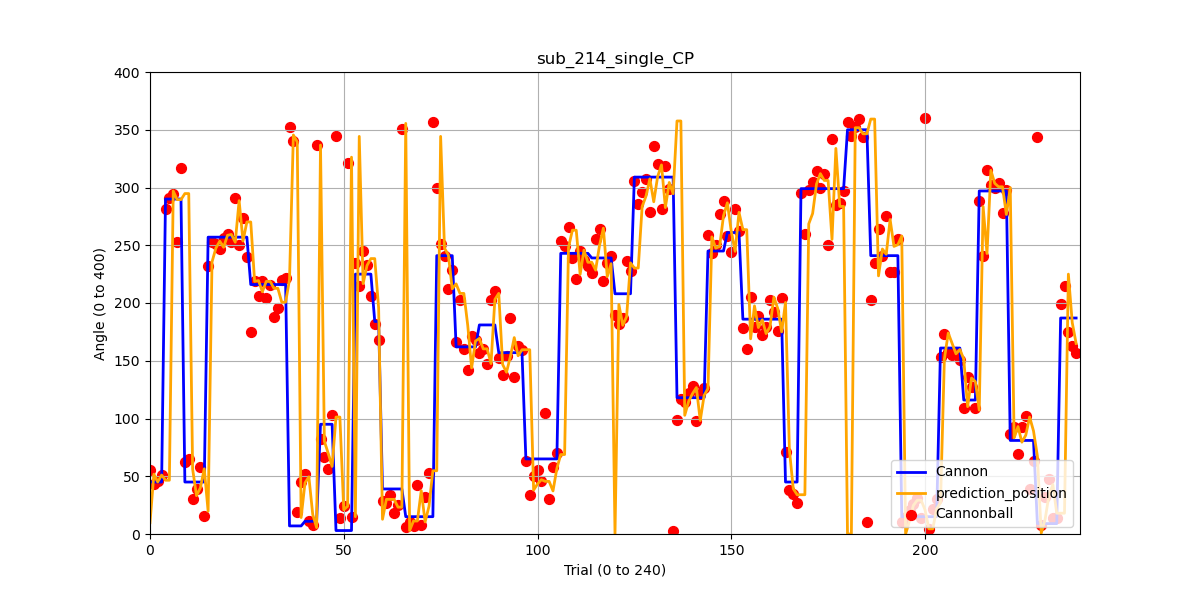 sub_214_single_CP
Angle (0 to 400)
400
350
300
250
200
150
100
50
0
0 50 100 150 200
Trial (0 to 240)
Cannon
prediction_position
Cannonball